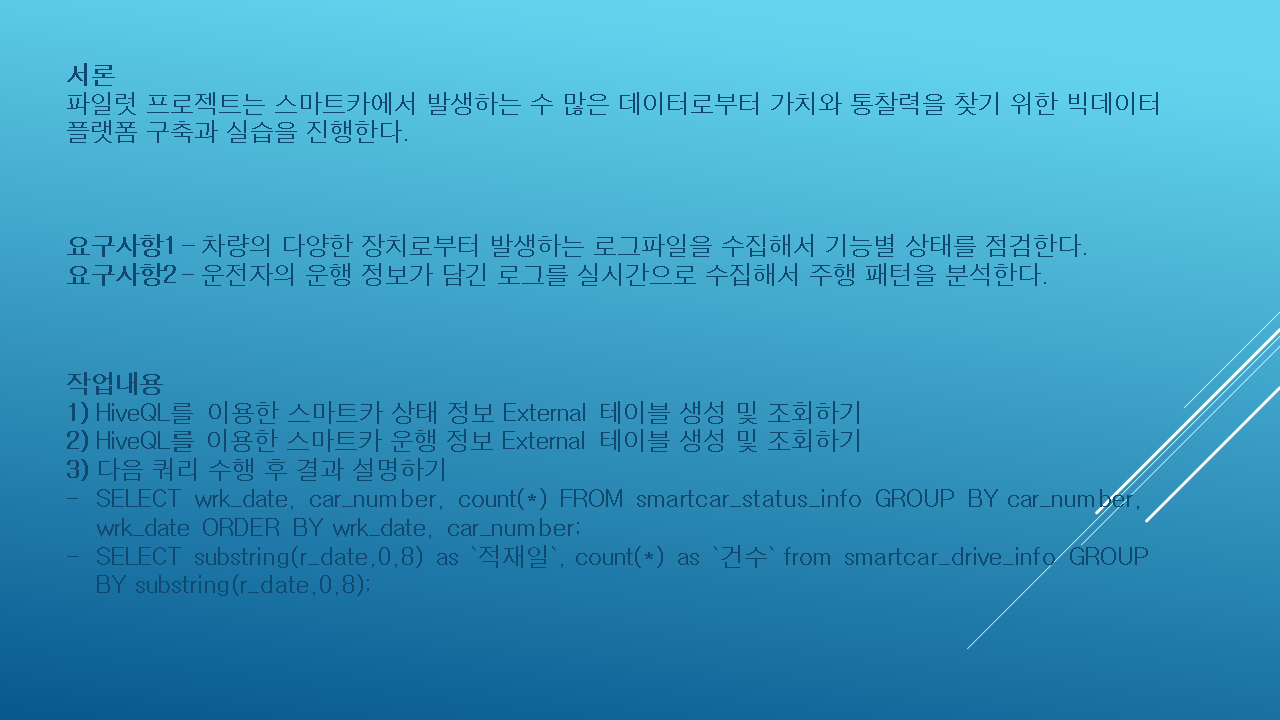 서론
파일럿 프로젝트는 스마트카에서 발생하는 수 많은 데이터로부터 가치와 통찰력을 찾기 위한 빅데이터
플랫폼 구축과 실습을 진행한다.
요구사항1 – 차량의 다양한 장치로부터 발생하는 로그파일을 수집해서 기능별 상태를 점검한다.
요구사항2 – 운전자의 운행 정보가 담긴 로그를 실시간으로 수집해서 주행 패턴을 분석한다.
작업내용
1) HiveQL를 이용한 스마트카 상태 정보 External 테이블 생성 및 조회하기
2) HiveQL를 이용한 스마트카 운행 정보 External 테이블 생성 및 조회하기
3) 다음 쿼리 수행 후 결과 설명하기
- SELECT wrk_date, car_number, count(*) FROM smartcar_status_info GROUP BY car_number,
wrk_date ORDER BY wrk_date, car_number;
- SELECT substring(r_date,0,8) as `적재일`, count(*) as `건수` from smartcar_drive_info GROUP
BY substring(r_date,0,8);